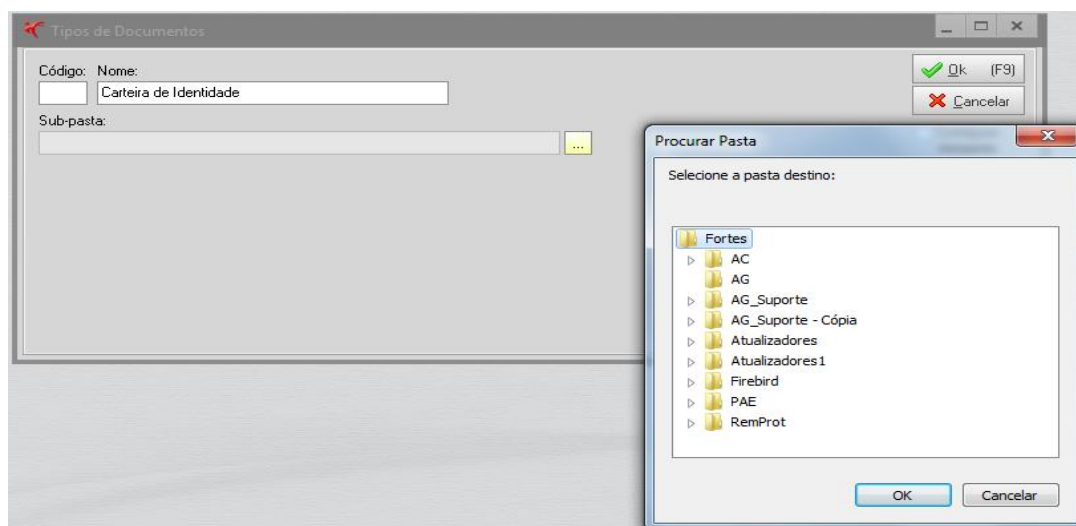 Tipos de Documentos
Código: Nome:
Carteira de Identidade
Ok (F9)
Cancelar
Sub-pasta:
...
Procurar Pasta
Selecione a pasta destino:
Fortes
AC
AG
AG_Suporte
AG_Suporte - Cópia
Atualizadores
Atualizadores1
Firebird
PAE
RemProt
OK Cancelar